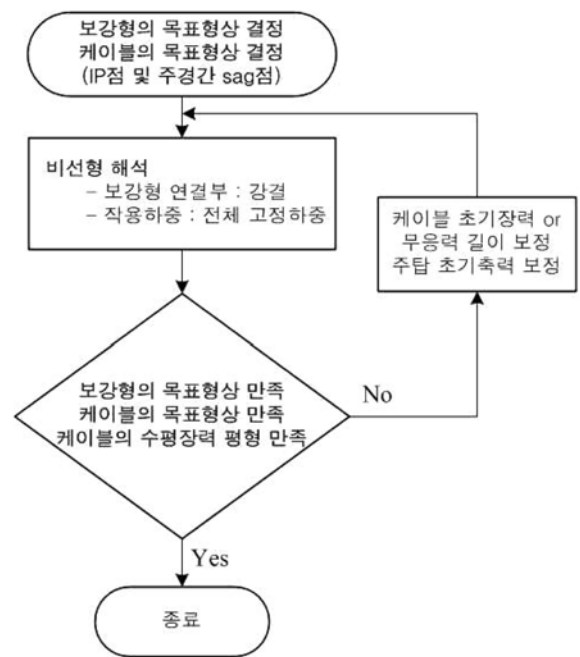 보강형의 목표형상 결정
케이블의 목표형상 결정
(IP점 및 주경간 sag점)
비선형 해석
– 보강형 연결부 : 강결
– 작용하중 : 전체 고정하중
케이블 초기장력 or
무응력 길이 보정
주탑 초기축력 보정
보강형의 목표형상 만족
케이블의 목표형상 만족
케이블의 수평장력 평형 만족
No
Yes
종료